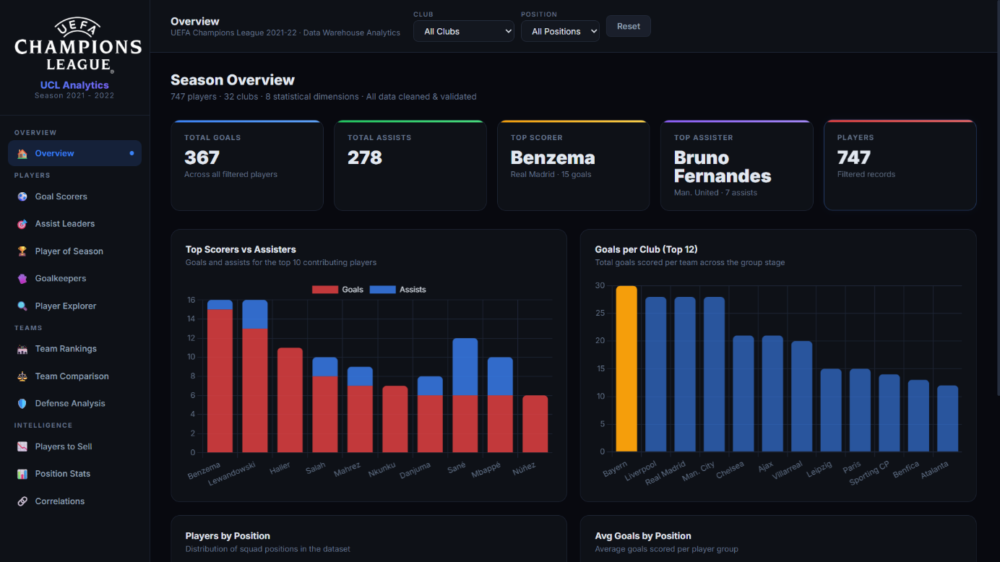 UEFA
CHAMPIONS
LEAGUE®
UCL Analytics
Season 2021 - 2022
OVERVIEW
Overview
PLAYERS
Goal Scorers
Assist Leaders
Player of Season
Goalkeepers
Player Explorer
TEAMS
Team Rankings
Team Comparison
Defense Analysis
INTELLIGENCE
Players to Sell
Position Stats
Correlations
Overview
UEFA Champions League 2021-22 · Data Warehouse Analytics
CLUB
All Clubs
POSITION
All Positions
Reset
Season Overview
747 players · 32 clubs · 8 statistical dimensions · All data cleaned & validated
TOTAL GOALS
367
Across all filtered players
TOTAL ASSISTS
278
TOP SCORER
Benzema
Real Madrid · 15 goals
TOP ASSISTER
Bruno
Fernandes
Man. United · 7 assists
PLAYERS
747
Filtered records
Top Scorers vs Assisters
Goals and assists for the top 10 contributing players
Goals Assists
16
14
12
10
8
6
4
2
0
Benzema Lewandowski Haller Salah Mahrez Nkunku Danjuma Sané Mbappé Núñez
Goals per Club (Top 12)
Total goals scored per team across the group stage
30
25
20
15
10
5
0
Bayern Liverpool Real Madrid Man. City Chelsea Ajax Villarreal Leipzig Paris Sporting CP Benfica Atalanta
Players by Position
Distribution of squad positions in the dataset
Avg Goals by Position
Average goals scored per player group